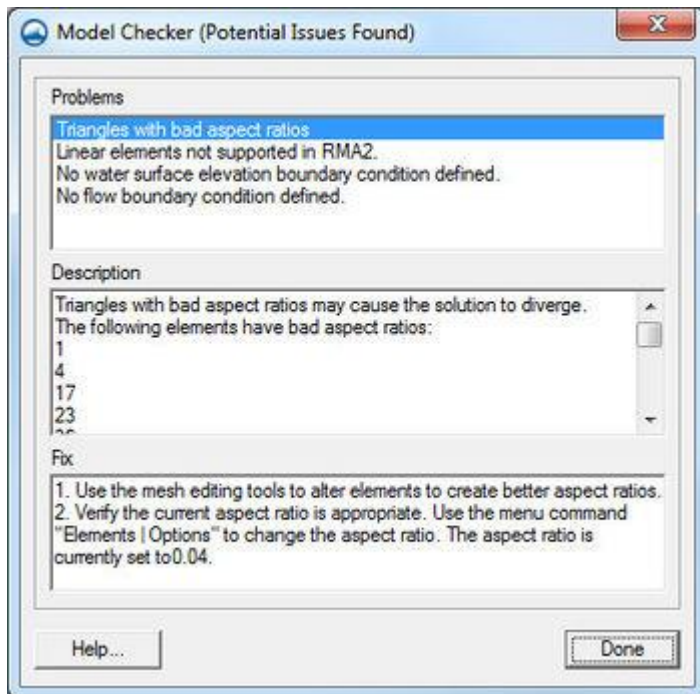 Model Checker (Potential Issues Found)
Problems
Triangles with bad aspect ratios
Linear elements not supported in RMA2.
No water surface elevation boundary condition defined.
No flow boundary condition defined.
Description
Triangles with bad aspect ratios may cause the solution to diverge.
The following elements have bad aspect ratios:
1
4
17
23
Fix
1. Use the mesh editing tools to alter elements to create better aspect ratios.
2. Verify the current aspect ratio is appropriate. Use the menu command
"Elements | Options" to change the aspect ratio. The aspect ratio is
currently set to0.04.
Help...
Done